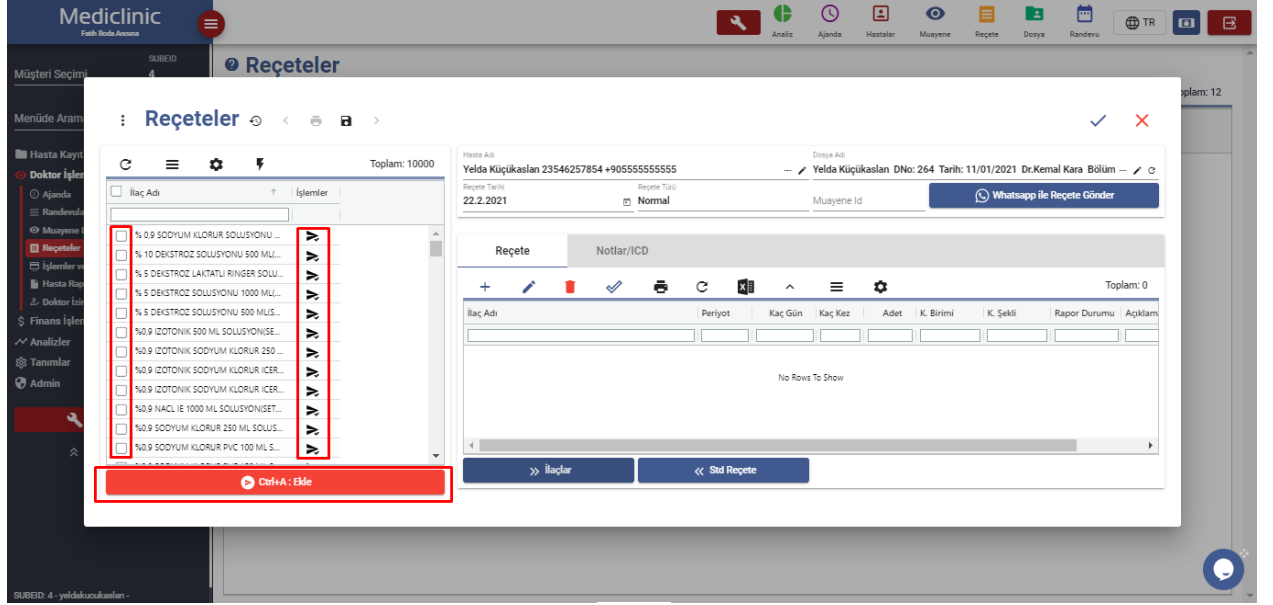 Mediclinic
Fatih Boda Arısma
Analiz
Ajanda
Hastalar
Muayene
Reçete
Dosya
Randevu
TR
Müşteri Seçimi
SUBEID
4
Reçeteler
Toplam: 12
Menüde Aram
Hasta Kayıt
Doktor İşler
Ajanda
Randevula
Muayene İ
Reçeteler
İşlemler ve
Hasta Rap
Doktor İzin
Finans İşler
Analizler
Tanımlar
Admin
SUBEID: 4 - yeldakucukaslan -
Reçeteler
Toplam: 10000
İlaç Adı
İşlemler
% 0,9 SODYUM KLORUR SOLUSYONU ...
% 10 DEKSTROZ SOLUSYONU 500 ML(...
% 5 DEKSTROZ LAKTATLI RINGER SOLU...
% 5 DEKSTROZ SOLUSYONU 1000 ML(...
% 5 DEKSTROZ SOLUSYONU 500 ML(S...
%0,9 IZOTONIK 500 ML SOLUSYON(SE...
%0,9 IZOTONIK SODYUM KLORUR 250 ...
%0,9 IZOTONIK SODYUM KLORUR ICER...
%0,9 IZOTONIK SODYUM KLORUR ICER...
%0,9 NACL IE 1000 ML SOLUSYON(SET...
%0,9 SODYUM KLORUR 250 ML SOLUS...
%0,9 SODYUM KLORUR PVC 100 ML S...
Ctrl+A : Ekle
Hasta Adı
Yelda Küçükaslan 23546257854 +905555555555
Dosya Adı
Yelda Küçükaslan DNo: 264 Tarih: 11/01/2021 Dr.Kemal Kara Bölüm
Reçete Tarihi
22.2.2021
Reçete Türü
Normal
Muayene Id
Whatsapp ile Reçete Gönder
Reçete
Notlar/ICD
Toplam: 0
İlaç Adı
Periyot
Kaç Gün
Kaç Kez
Adet
K. Birimi
K. Şekli
Rapor Durumu
Açıklam
No Rows To Show
İlaçlar
Std Reçete